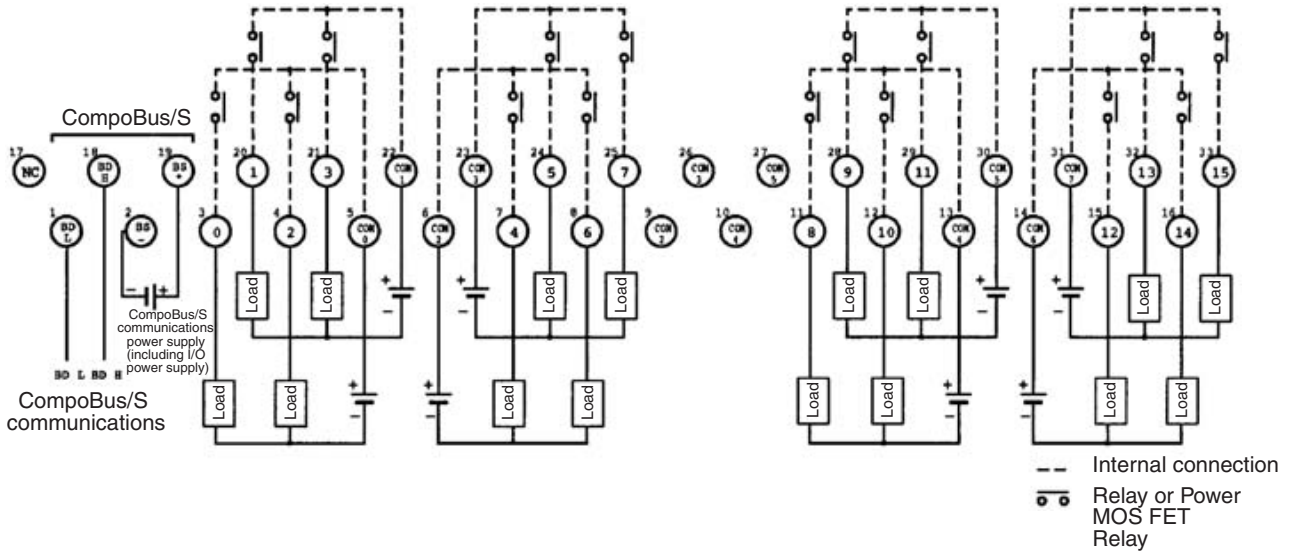 CompoBus/S
17 NC
18 BD H
19 BS +
20 1
21 3
22 COM 1
23 COM 3
24 5
25 7
26 COM 3
27 COM 5
28 9
29 11
30 COM 5
31 COM 7
32 13
33 15
1 BD L
2 BS −
3 0
4 2
5 COM 0
6 COM 2
7 4
8 6
9 COM 2
10 COM 4
11 8
12 10
13 COM 4
14 COM 6
15 12
16 14
− +
CompoBus/S
communications
power supply
(including I/O
power supply)
Load
Load
+
−
+
−
Load
Load
Load
Load
+
−
+
−
Load
Load
BD L BD H
CompoBus/S
communications
Load
Load
+
−
+
−
Load
Load
Load
Load
+
−
+
−
Load
Load
Internal connection
Relay or Power
MOS FET
Relay